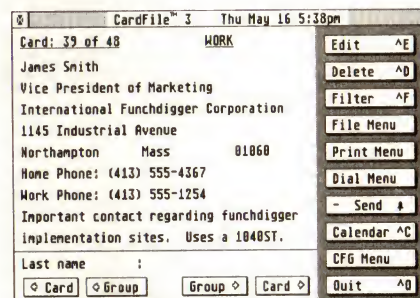 CardFile™ 3 Thu May 16 5:38pm
Card: 39 of 48 WORK
James Smith
Vice President of Marketing
International Funchdigger Corporation
1145 Industrial Avenue
Northampton Mass 01060
Home Phone: (413) 555-4367
Work Phone: (413) 555-1254
Important contact regarding funchdigger
implementation sites. Uses a 1040ST.
Last name :
◇ Card ◇ Group Group ◇ Card ◇
Edit ^E
Delete ^D
Filter ^F
File Menu
Print Menu
Dial Menu
- Send ⬇
Calendar ^C
CFG Menu
Quit ^Q